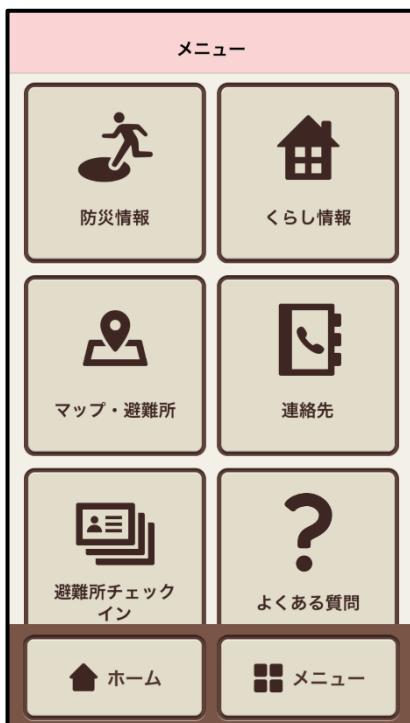 メニュー
防災情報
くらし情報
マップ・避難所
連絡先
避難所チェック
イン
よくある質問
ホーム
メニュー